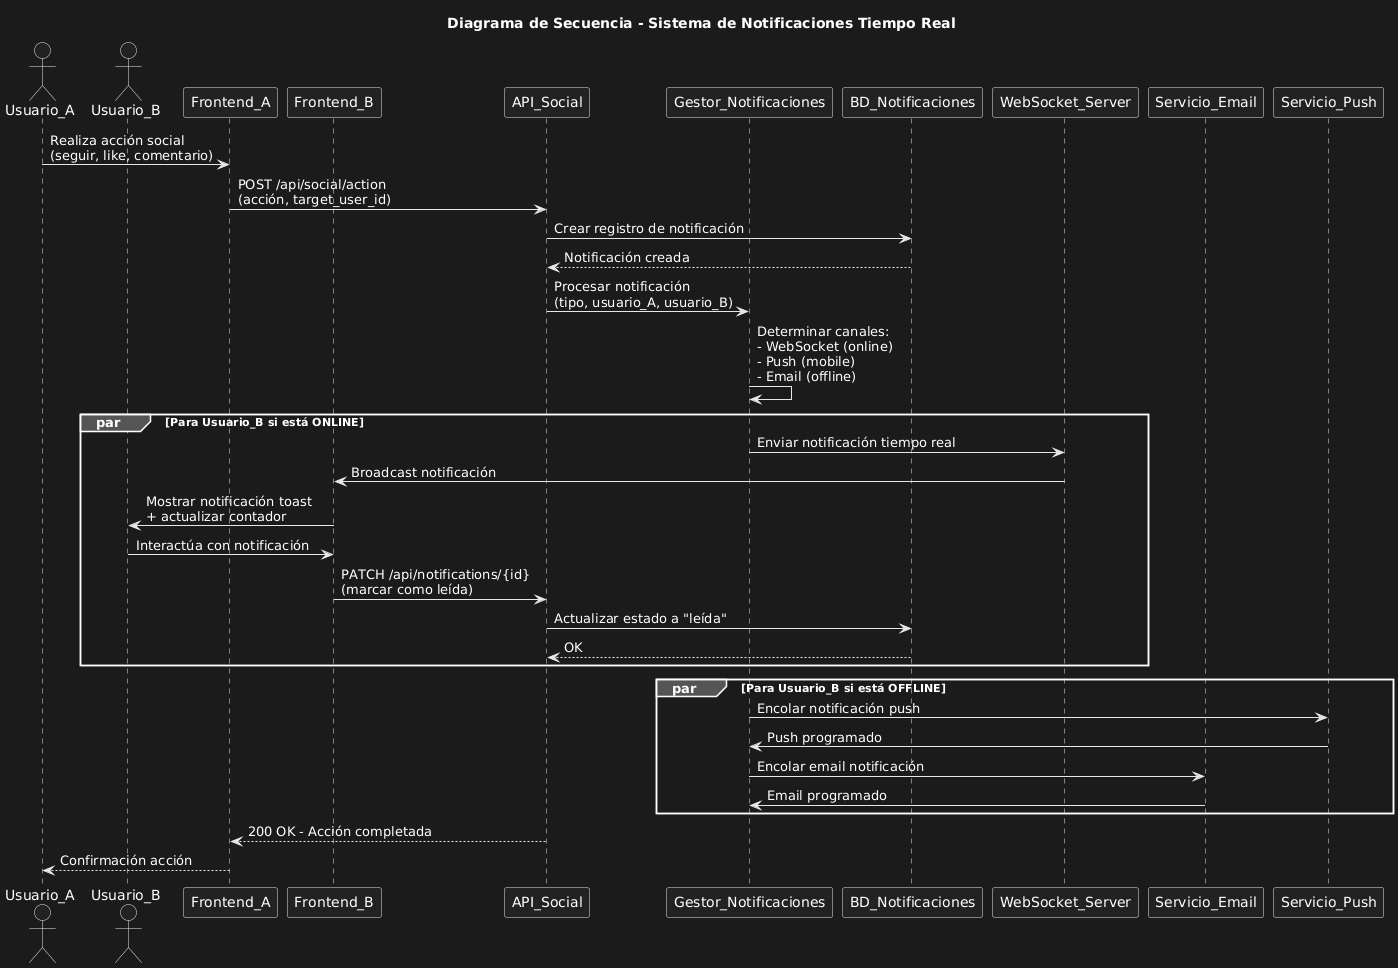 Diagrama de Secuencia - Sistema de Notificaciones Tiempo Real
Usuario_A
Usuario_B
Frontend_A
Frontend_B
API_Social
Gestor_Notificaciones
BD_Notificaciones
WebSocket_Server
Servicio_Email
Servicio_Push
Realiza acción social
(seguir, like, comentario)
POST /api/social/action
(acción, target_user_id)
Crear registro de notificación
Notificación creada
Procesar notificación
(tipo, usuario_A, usuario_B)
Determinar canales:
- WebSocket (online)
- Push (mobile)
- Email (offline)
par [Para Usuario_B si está ONLINE]
Enviar notificación tiempo real
Broadcast notificación
Mostrar notificación toast
+ actualizar contador
Interactúa con notificación
PATCH /api/notifications/{id}
(marcar como leída)
Actualizar estado a "leída"
OK
par [Para Usuario_B si está OFFLINE]
Encolar notificación push
Push programado
Encolar email notificación
Email programado
200 OK - Acción completada
Confirmación acción
Usuario_A
Usuario_B
Frontend_A
Frontend_B
API_Social
Gestor_Notificaciones
BD_Notificaciones
WebSocket_Server
Servicio_Email
Servicio_Push